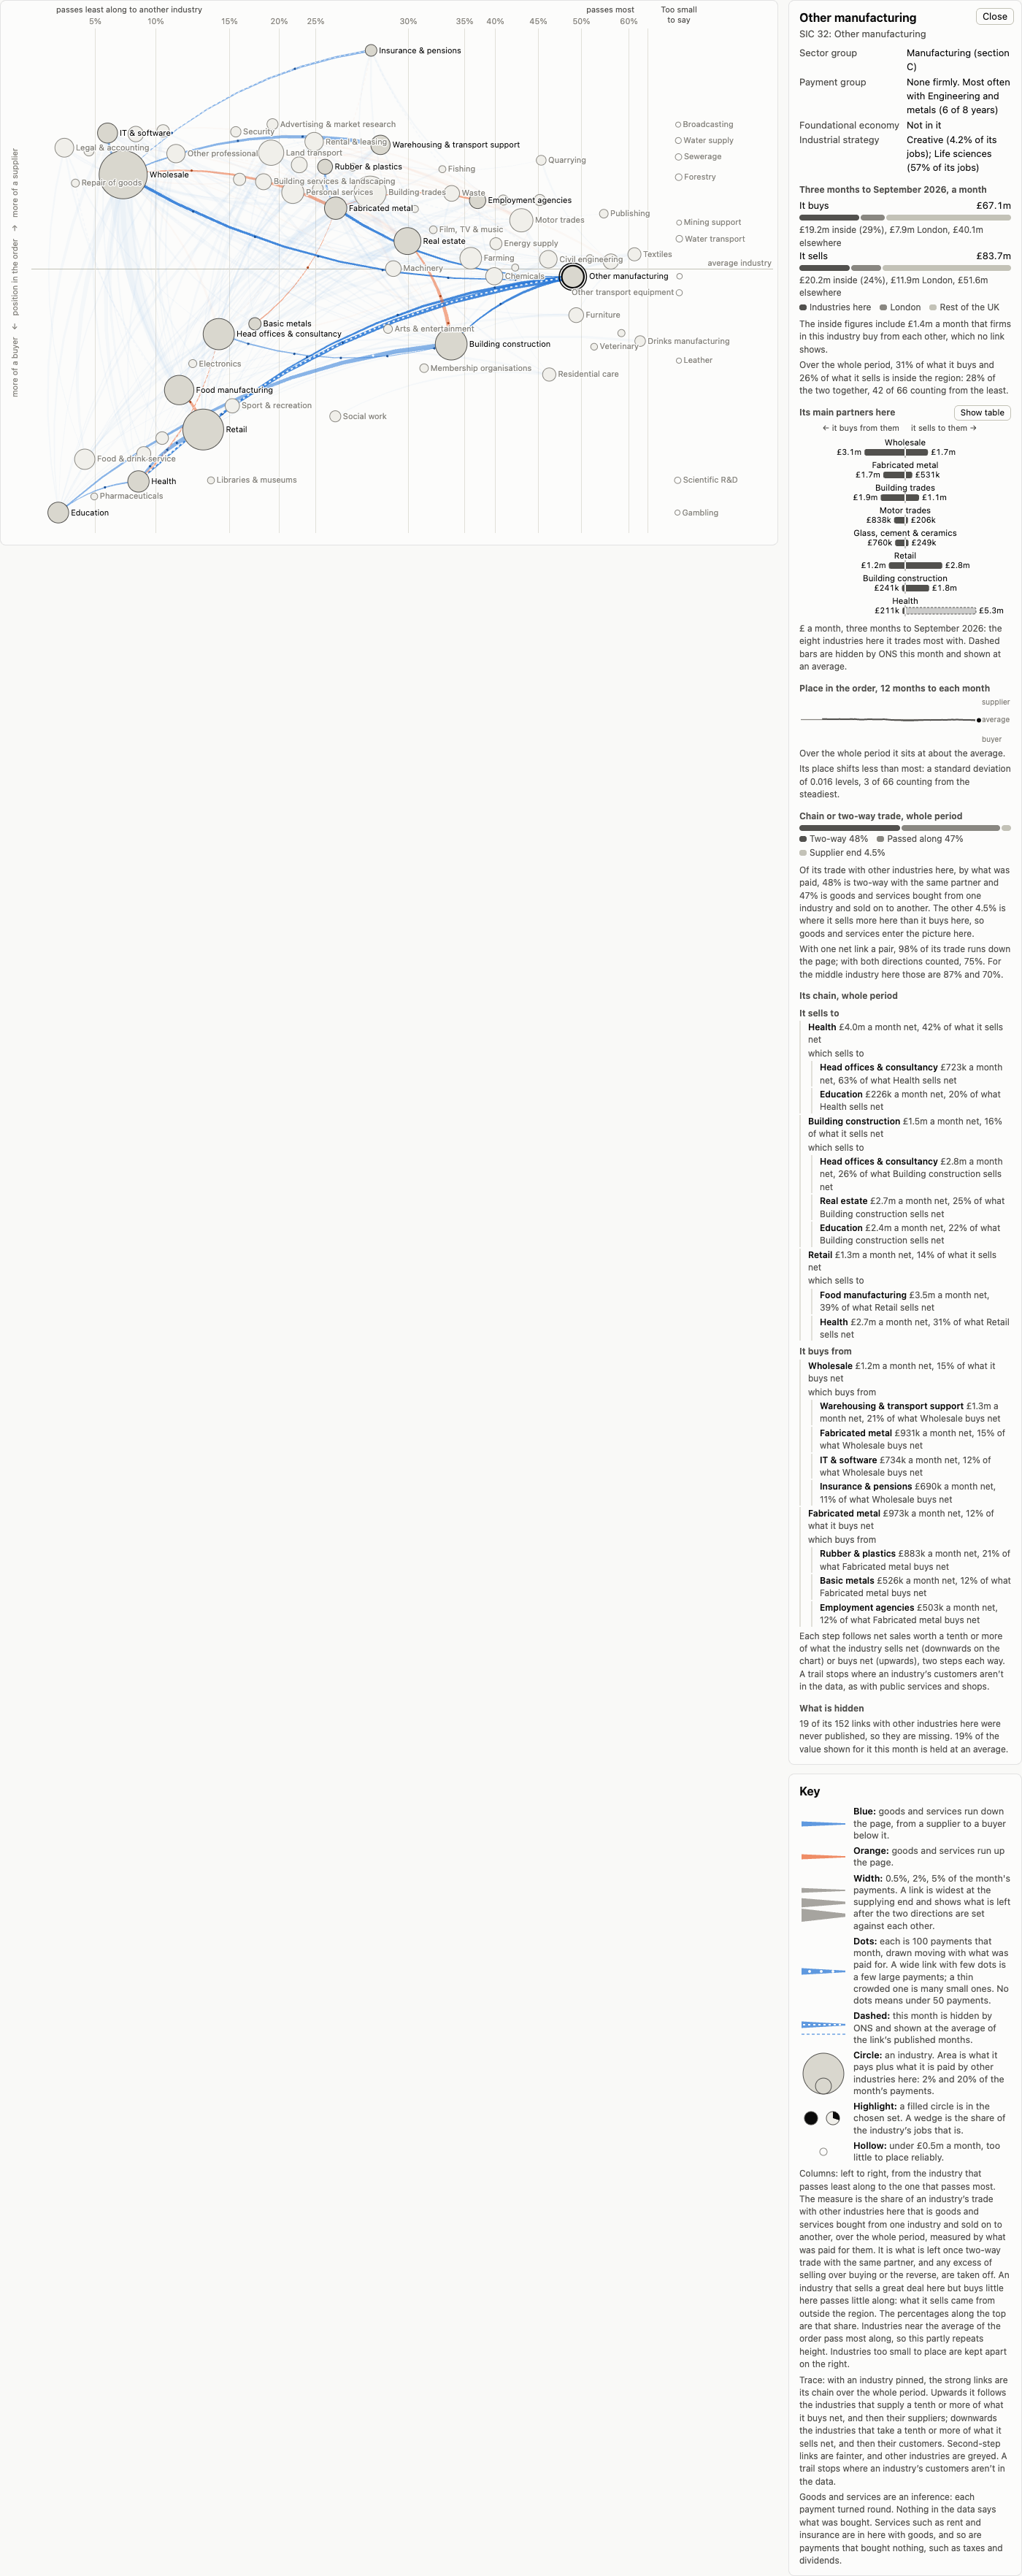 passes least along to another industry
passes most
Too small
to say
5%
10%
15%
20%
25%
30%
35%
40%
45%
50%
60%
more of a buyer ← position in the order → more of a supplier
Insurance & pensions
IT & software
Advertising & market research
Security
Legal & accounting
Rental & leasing
Warehousing & transport support
Other professional
Land transport
Quarrying
Broadcasting
Water supply
Sewerage
Wholesale
Rubber & plastics
Fishing
Forestry
Repair of goods
Building services & landscaping
Personal services
Building trades
Waste
Employment agencies
Fabricated metal
Motor trades
Publishing
Mining support
Film, TV & music
Real estate
Energy supply
Water transport
Farming
Civil engineering
Textiles
average industry
Machinery
Chemicals
Other manufacturing
Other transport equipment
Basic metals
Head offices & consultancy
Arts & entertainment
Furniture
Building construction
Veterinary
Drinks manufacturing
Electronics
Membership organisations
Leather
Residential care
Food manufacturing
Sport & recreation
Social work
Retail
Food & drink service
Health
Libraries & museums
Scientific R&D
Pharmaceuticals
Education
Gambling
Other manufacturing
Close
SIC 32: Other manufacturing
Sector group
Manufacturing (section
C)
Payment group
None firmly. Most often
with Engineering and
metals (6 of 8 years)
Foundational economy
Not in it
Industrial strategy
Creative (4.2% of its
jobs); Life sciences
(57% of its jobs)
Three months to September 2026, a month
It buys £67.1m
£19.2m inside (29%), £7.9m London, £40.1m
elsewhere
It sells £83.7m
£20.2m inside (24%), £11.9m London, £51.6m
elsewhere
Industries here London Rest of the UK
The inside figures include £1.4m a month that firms
in this industry buy from each other, which no link
shows.
Over the whole period, 31% of what it buys and
26% of what it sells is inside the region: 28% of
the two together, 42 of 66 counting from the least.
Its main partners here
Show table
← it buys from them it sells to them →
Wholesale
£3.1m £1.7m
Fabricated metal
£1.7m £531k
Building trades
£1.9m £1.1m
Motor trades
£838k £206k
Glass, cement & ceramics
£760k £249k
Retail
£1.2m £2.8m
Building construction
£241k £1.8m
Health
£211k £5.3m
£ a month, three months to September 2026: the
eight industries here it trades most with. Dashed
bars are hidden by ONS this month and shown at
an average.
Place in the order, 12 months to each month
supplier
average
buyer
Over the whole period it sits at about the average.
Its place shifts less than most: a standard deviation
of 0.016 levels, 3 of 66 counting from the
steadiest.
Chain or two-way trade, whole period
Two-way 48% Passed along 47%
Supplier end 4.5%
Of its trade with other industries here, by what was
paid, 48% is two-way with the same partner and
47% is goods and services bought from one
industry and sold on to another. The other 4.5% is
where it sells more here than it buys here, so
goods and services enter the picture here.
With one net link a pair, 98% of its trade runs down
the page; with both directions counted, 75%. For
the middle industry here those are 87% and 70%.
Its chain, whole period
It sells to
Health £4.0m a month net, 42% of what it sells
net
which sells to
Head offices & consultancy £723k a month
net, 63% of what Health sells net
Education £226k a month net, 20% of what
Health sells net
Building construction £1.5m a month net, 16%
of what it sells net
which sells to
Head offices & consultancy £2.8m a month
net, 26% of what Building construction sells
net
Real estate £2.7m a month net, 25% of what
Building construction sells net
Education £2.4m a month net, 22% of what
Building construction sells net
Retail £1.3m a month net, 14% of what it sells
net
which sells to
Food manufacturing £3.5m a month net,
39% of what Retail sells net
Health £2.7m a month net, 31% of what Retail
sells net
It buys from
Wholesale £1.2m a month net, 15% of what it
buys net
which buys from
Warehousing & transport support £1.3m a
month net, 21% of what Wholesale buys net
Fabricated metal £931k a month net, 15% of
what Wholesale buys net
IT & software £734k a month net, 12% of
what Wholesale buys net
Insurance & pensions £690k a month net,
11% of what Wholesale buys net
Fabricated metal £973k a month net, 12% of
what it buys net
which buys from
Rubber & plastics £883k a month net, 21% of
what Fabricated metal buys net
Basic metals £526k a month net, 12% of what
Fabricated metal buys net
Employment agencies £503k a month net,
12% of what Fabricated metal buys net
Each step follows net sales worth a tenth or more
of what the industry sells net (downwards on the
chart) or buys net (upwards), two steps each way.
A trail stops where an industry's customers aren't
in the data, as with public services and shops.
What is hidden
19 of its 152 links with other industries here were
never published, so they are missing. 19% of the
value shown for it this month is held at an average.
Key
Blue: goods and services run down
the page, from a supplier to a buyer
below it.
Orange: goods and services run up
the page.
Width: 0.5%, 2%, 5% of the month's
payments. A link is widest at the
supplying end and shows what is left
after the two directions are set
against each other.
Dots: each is 100 payments that
month, drawn moving with what was
paid for. A wide link with few dots is
a few large payments; a thin
crowded one is many small ones. No
dots means under 50 payments.
Dashed: this month is hidden by
ONS and shown at the average of
the link's published months.
Circle: an industry. Area is what it
pays plus what it is paid by other
industries here: 2% and 20% of the
month's payments.
Highlight: a filled circle is in the
chosen set. A wedge is the share of
the industry's jobs that is.
Hollow: under £0.5m a month, too
little to place reliably.
Columns: left to right, from the industry that
passes least along to the one that passes most.
The measure is the share of an industry's trade
with other industries here that is goods and
services bought from one industry and sold on to
another, over the whole period, measured by what
was paid for them. It is what is left once two-way
trade with the same partner, and any excess of
selling over buying or the reverse, are taken off. An
industry that sells a great deal here but buys little
here passes little along: what it sells came from
outside the region. The percentages along the top
are that share. Industries near the average of the
order pass most along, so this partly repeats
height. Industries too small to place are kept apart
on the right.
Trace: with an industry pinned, the strong links are
its chain over the whole period. Upwards it follows
the industries that supply a tenth or more of what
it buys net, and then their suppliers; downwards
the industries that take a tenth or more of what it
sells net, and then their customers. Second-step
links are fainter, and other industries are greyed. A
trail stops where an industry's customers aren't in
the data.
Goods and services are an inference: each
payment turned round. Nothing in the data says
what was bought. Services such as rent and
insurance are in here with goods, and so are
payments that bought nothing, such as taxes and
dividends.